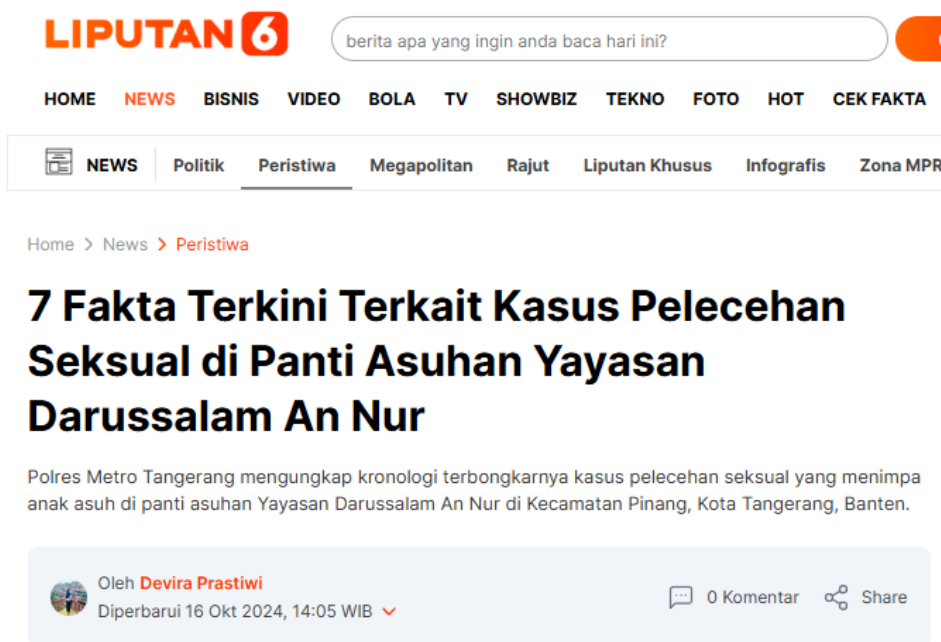 LIPUTAN 6
berita apa yang ingin anda baca hari ini?
HOME NEWS BISNIS VIDEO BOLA TV SHOWBIZ TEKNO FOTO HOT CEK FAKTA
NEWS Politik Peristiwa Megapolitan Rajut Liputan Khusus Infografis Zona MPR
Home > News > Peristiwa
7 Fakta Terkini Terkait Kasus Pelecehan
Seksual di Panti Asuhan Yayasan
Darussalam An Nur
Polres Metro Tangerang mengungkap kronologi terbongkarnya kasus pelecehan seksual yang menimpa
anak asuh di panti asuhan Yayasan Darussalam An Nur di Kecamatan Pinang, Kota Tangerang, Banten.
Oleh Devira Prastiwi
Diperbarui 16 Okt 2024, 14:05 WIB
0 Komentar Share